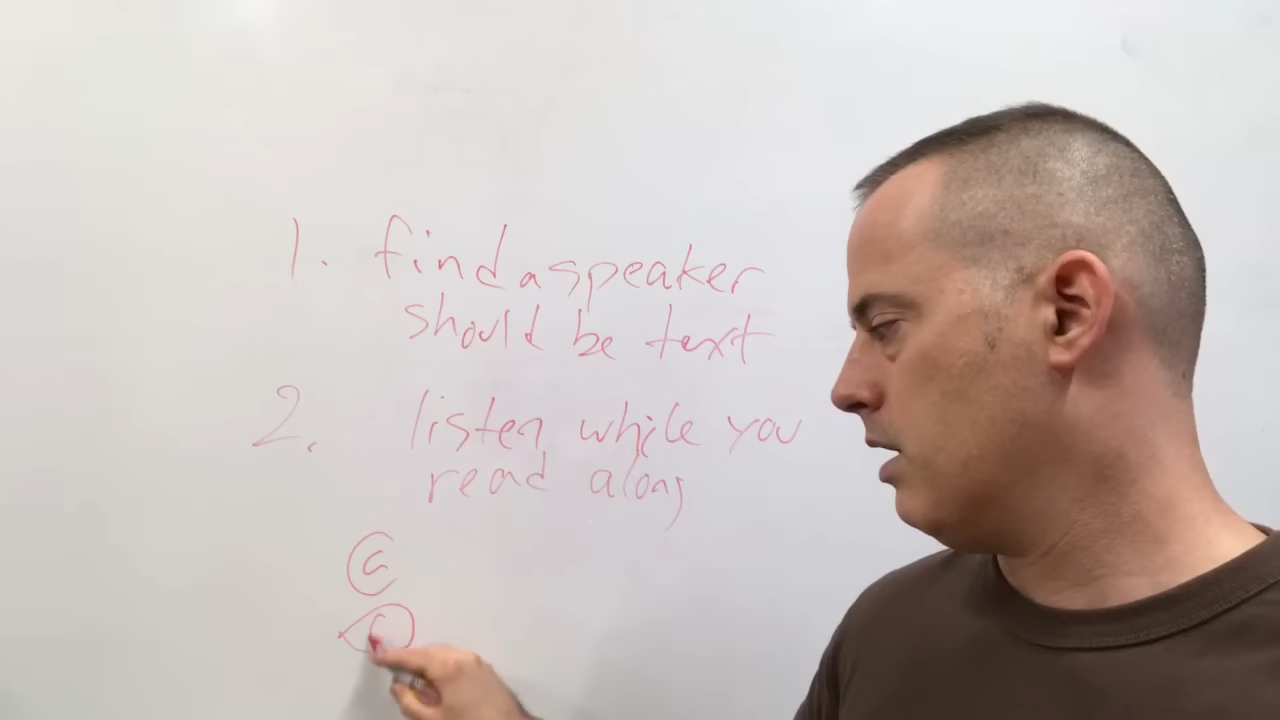 1. find a speaker
should be text
2. listen while you
read along